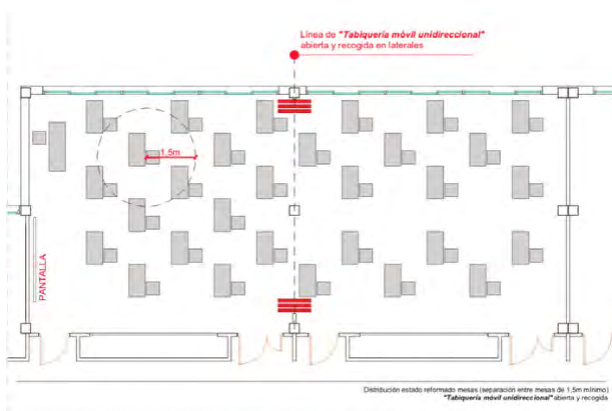 Línea de "Tabiquería móvil unidireccional"
abierta y recogida en laterales
1,5m
PANTALLA
Distribución estado reformado mesas (separación entre mesas de 1,5m mínimo)
"Tabiquería móvil unidireccional" abierta y recogida